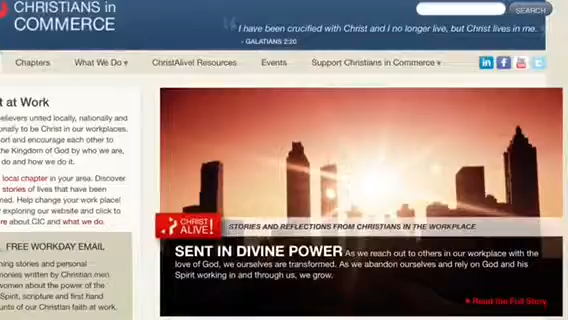 CHRISTIANS in
COMMERCE
SEARCH
I have been crucified with Christ and I no longer live, but Christ lives in me.
- GALATIANS 2:20
Chapters What We Do ChristAlive! Resources Events Support Christians in Commerce
t at Work
elievers united locally, nationally and
onally to be Christ in our workplaces.
ort and encourage each other to
the Kingdom of God by who we are,
do and how we do it.
local chapter in your area. Discover
stories of lives that have been
med. Help change your work place!
exploring our website and click to
re about CIC and what we do.
FREE WORKDAY EMAIL
ning stories and personal
mories written by Christian men
women about the power of the
Spirit, scripture and first hand
unts of our Christian faith at work.
CHRIST
ALIVE!
STORIES AND REFLECTIONS FROM CHRISTIANS IN THE WORKPLACE
SENT IN DIVINE POWER As we reach out to others in our workplace with the
love of God, we ourselves are transformed. As we abandon ourselves and rely on God and his
Spirit working in and through us, we grow.
Read the Full Story